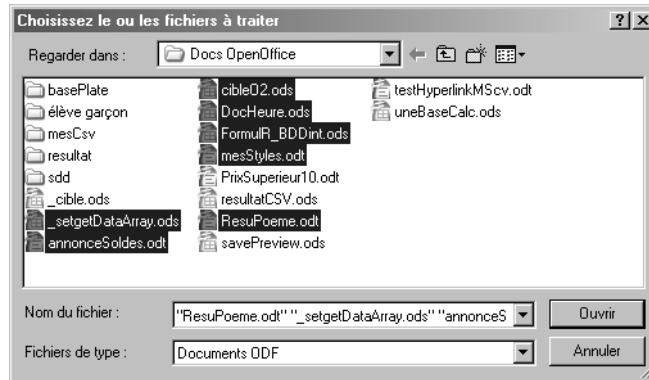 Choisissez le ou les fichiers à traiter
Regarder dans :
Docs OpenOffice
basePlate
élève garçon
mesCsv
resultat
sdd
_cible.ods
_setgetDataArray.ods
annonceSoldes.odt
cible02.ods
DocHeure.ods
FormulR_BDDint.ods
mesStyles.odt
PrixSuperieur10.odt
resultatCSV.ods
ResuPoeme.odt
savePreview.ods
testHyperlinkMScv.odt
uneBaseCalc.ods
Nom du fichier :
"ResuPoeme.odt" "_setgetDataArray.ods" "annonceS
Ouvrir
Fichiers de type :
Documents ODF
Annuler